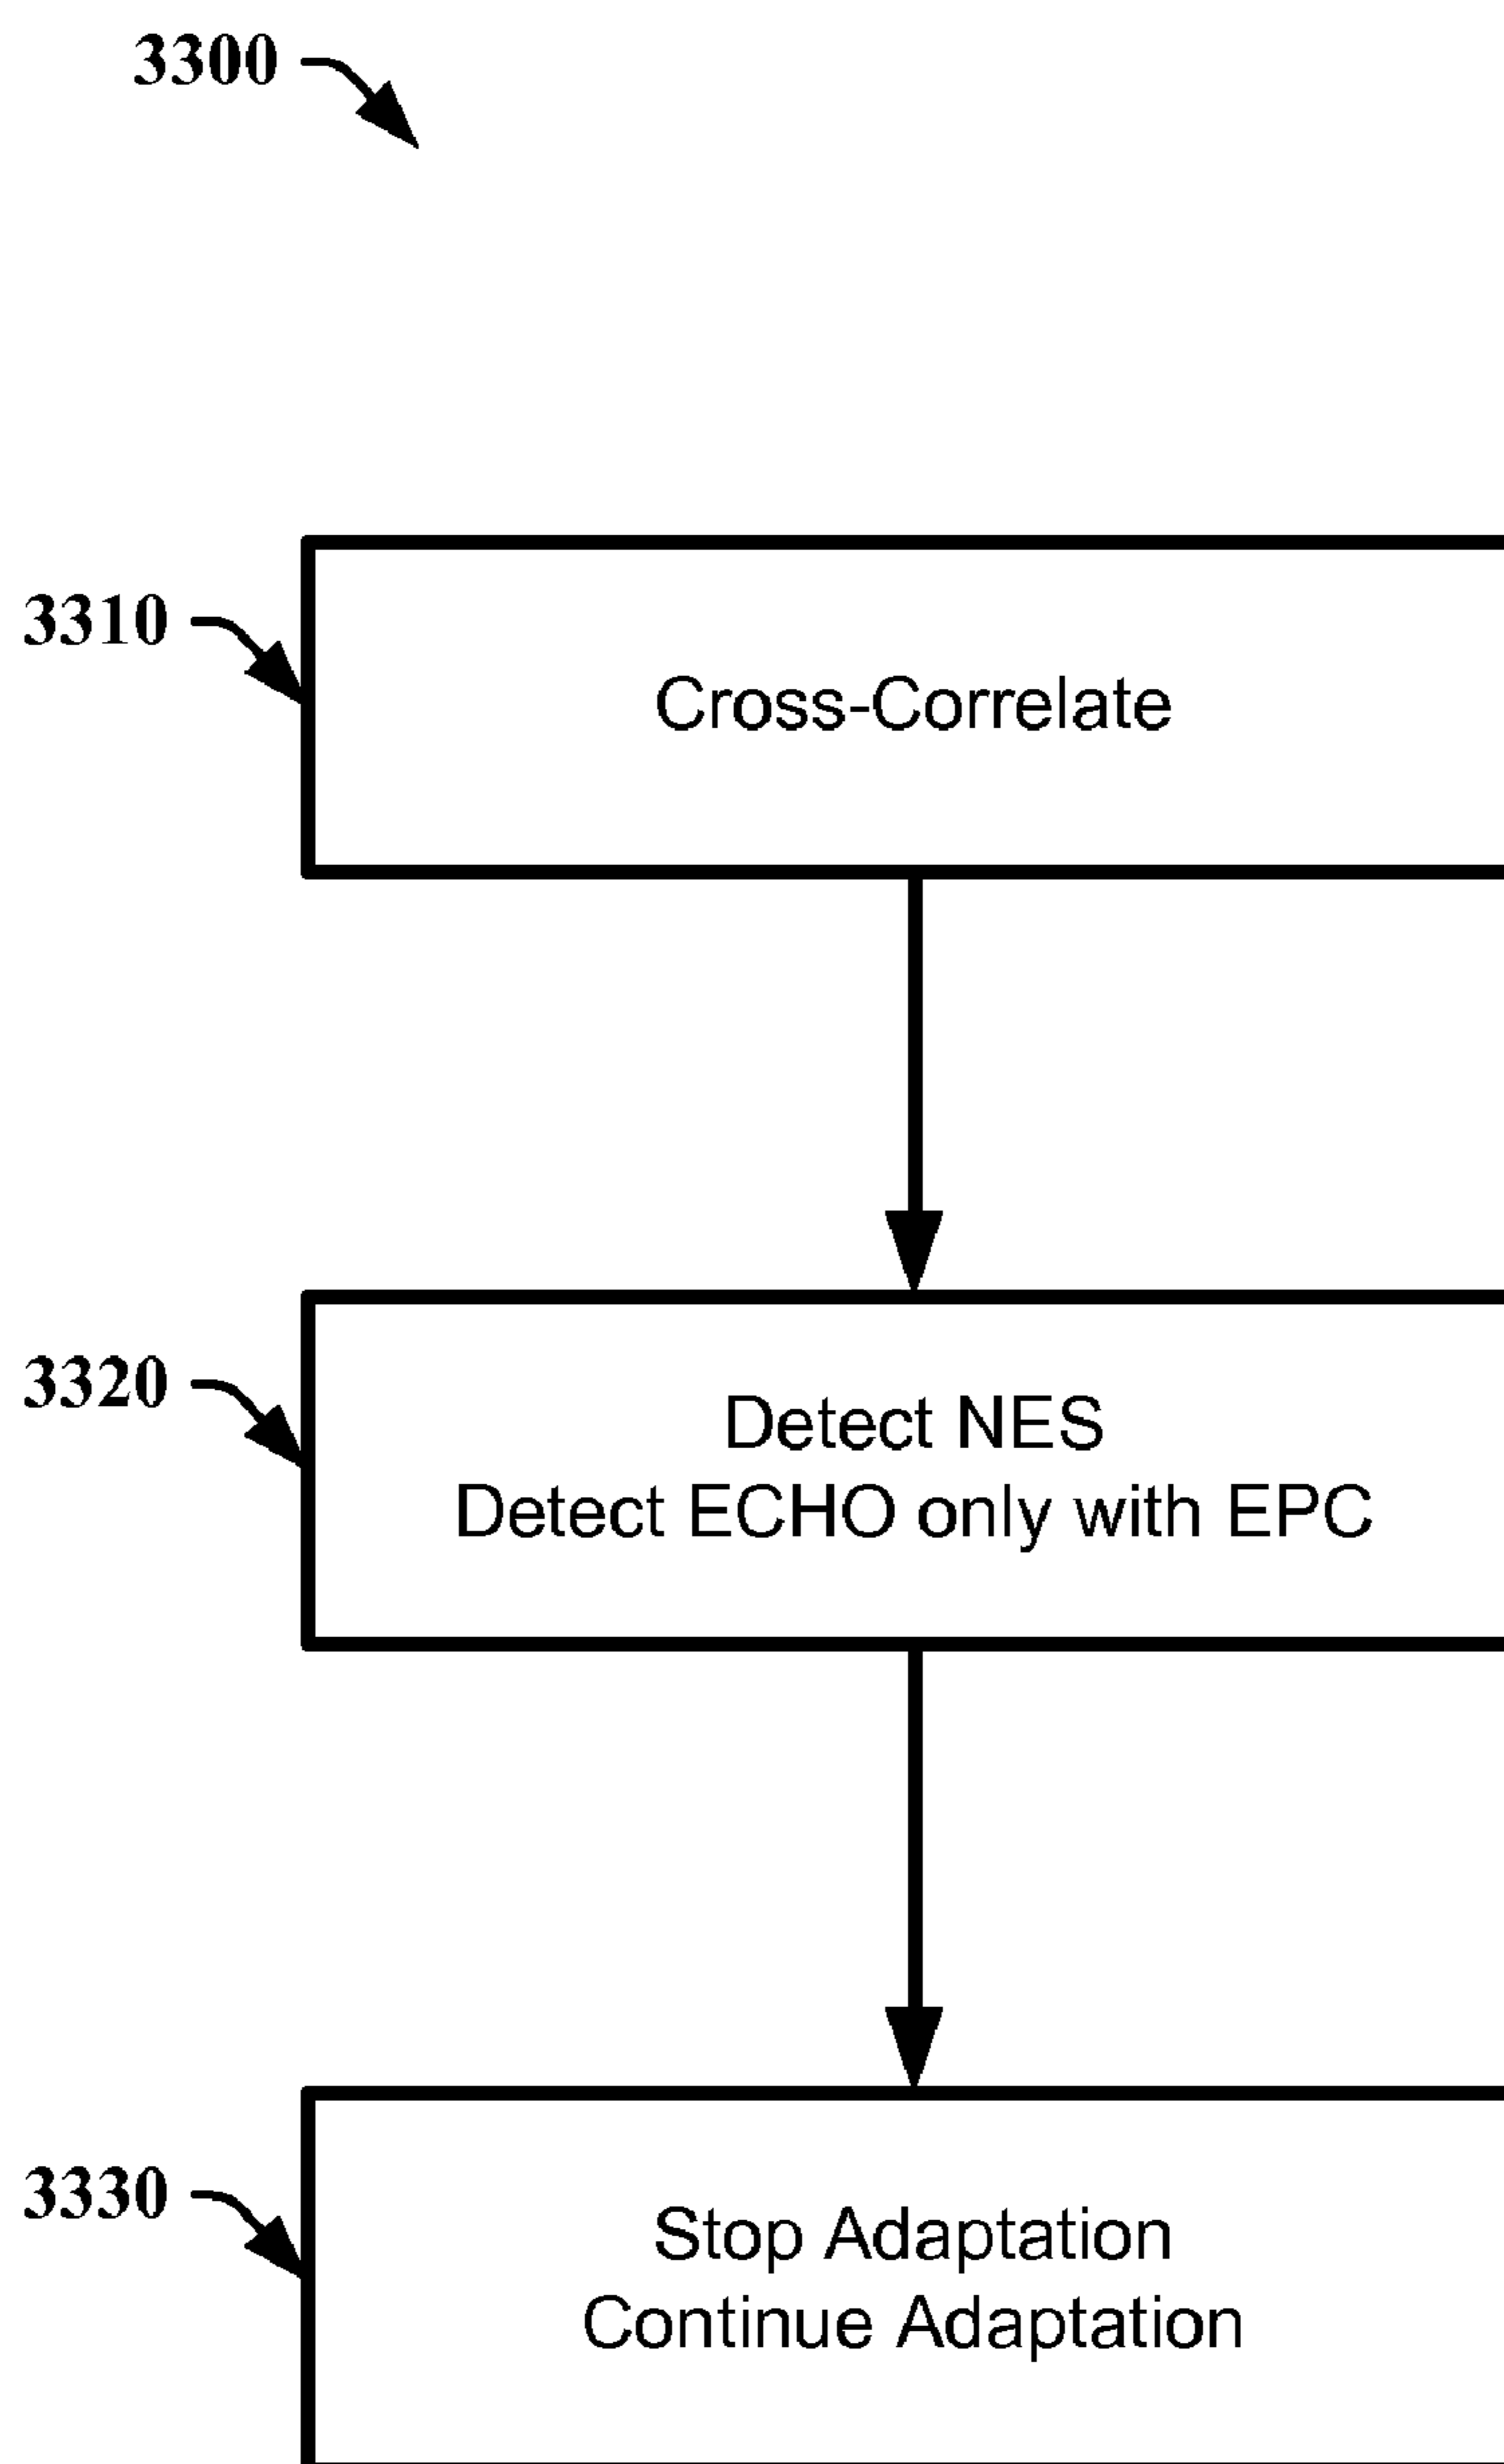 3300
3310
Cross-Correlate
3320
Detect NES
Detect ECHO only with EPC
3330
Stop Adaptation
Continue Adaptation